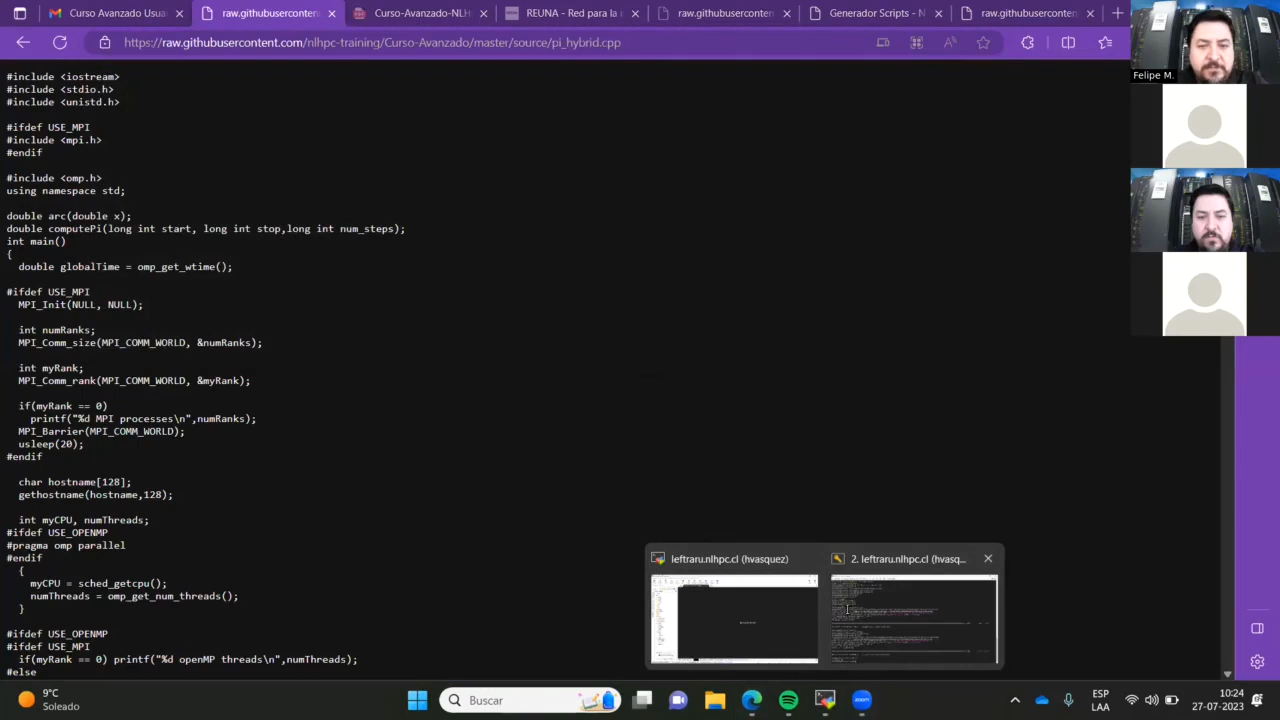 Curso Avanzado Usua
raw.githubusercontent
Curso-Avanzado-NLH
REUNA - Red para la
raw.githubusercontent
Generador Scripts - N
raw.githubusercontent
https://raw.githubusercontent.com/nlhpc-training/Curso-Avanzado/master/source/pi_hybrid.cpp
Felipe M.
#include <iostream>
#include <stdio.h>
#include <unistd.h>
#ifdef USE_MPI
#include <mpi.h>
#endif
#include <omp.h>
using namespace std;
double arc(double x);
double computePi(long int start, long int stop,long int num_steps);
int main()
{
double globalTime = omp_get_wtime();
#ifdef USE_MPI
MPI_Init(NULL, NULL);
int numRanks;
MPI_Comm_size(MPI_COMM_WORLD, &numRanks);
int myRank;
MPI_Comm_rank(MPI_COMM_WORLD, &myRank);
if(myRank == 0)
printf("%d MPI processes\n",numRanks);
MPI_Barrier(MPI_COMM_WORLD);
usleep(20);
#endif
char hostname[128];
gethostname(hostname,128);
int myCPU, numThreads;
#ifdef USE_OPENMP
#pragma omp parallel
#endif
{
myCPU = sched_getcpu();
numThreads = omp_get_num_threads();
}
#ifdef USE_OPENMP
#ifdef USE_MPI
if(myRank == 0) printf("%d openMP threads\n",numThreads);
#else
leftraru.nlhpc.cl (hvasquez)
2. leftraru.nlhpc.cl (hvasq...
9°C
Soleado
Buscar
zoom
ESP
LAA
10:24
27-07-2023